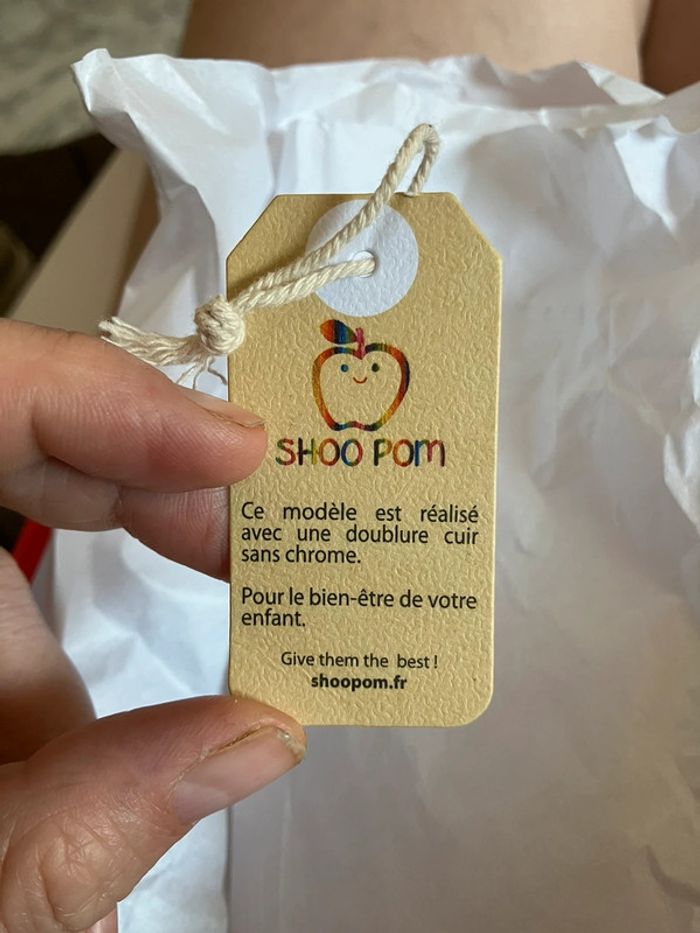 SHOO POM
Ce modèle est réalisé
avec une doublure cuir
sans chrome.
Pour le bien-être de votre
enfant.
Give them the best !
shoopom.fr